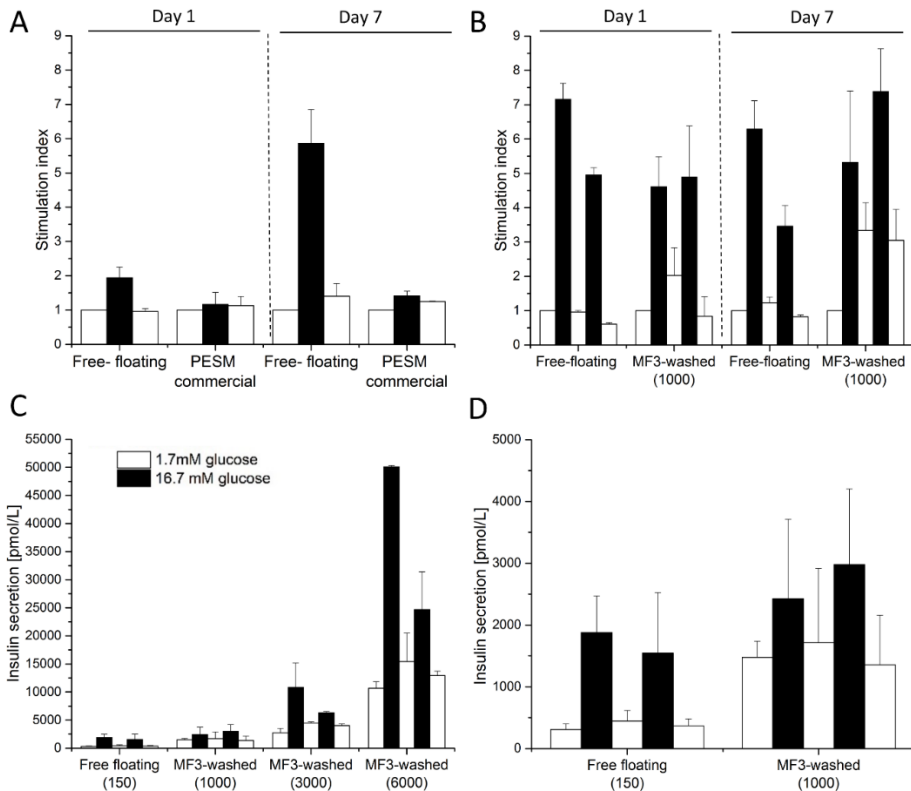 A
Day 1
Day 7
Stimulation index
9
8
7
6
5
4
3
2
1
0
Free- floating
PESM
commercial
Free- floating
PESM
commercial
B
Day 1
Day 7
Stimulation index
9
8
7
6
5
4
3
2
1
0
Free-floating
MF3-washed
(1000)
Free-floating
MF3-washed
(1000)
C
Insulin secretion [pmol/L]
55000
50000
45000
40000
35000
30000
25000
20000
15000
10000
5000
0
1.7mM glucose
16.7 mM glucose
Free floating
(150)
MF3-washed
(1000)
MF3-washed
(3000)
MF3-washed
(6000)
D
Insulin secretion [pmol/L]
5000
4000
3000
2000
1000
0
Free floating
(150)
MF3-washed
(1000)